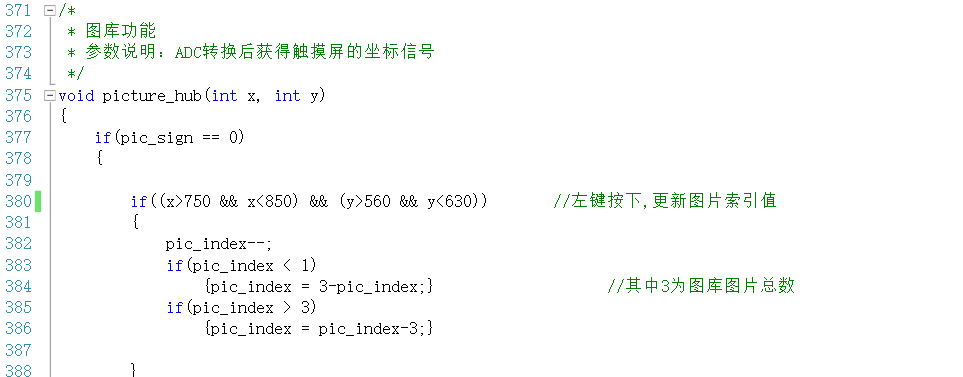 371 /*
372  * 图库功能
373  * 参数说明：ADC转换后获得触摸屏的坐标信号
374  */
375 void picture_hub(int x, int y)
376 {
377     if(pic_sign == 0)
378     {
379
380         if((x>750 && x<850) && (y>560 && y<630))        //左键按下,更新图片索引值
381         {
382             pic_index--;
383             if(pic_index < 1)
384                 {pic_index = 3-pic_index;}                    //其中3为图库图片总数
385             if(pic_index > 3)
386                 {pic_index = pic_index-3;}
387
388         }